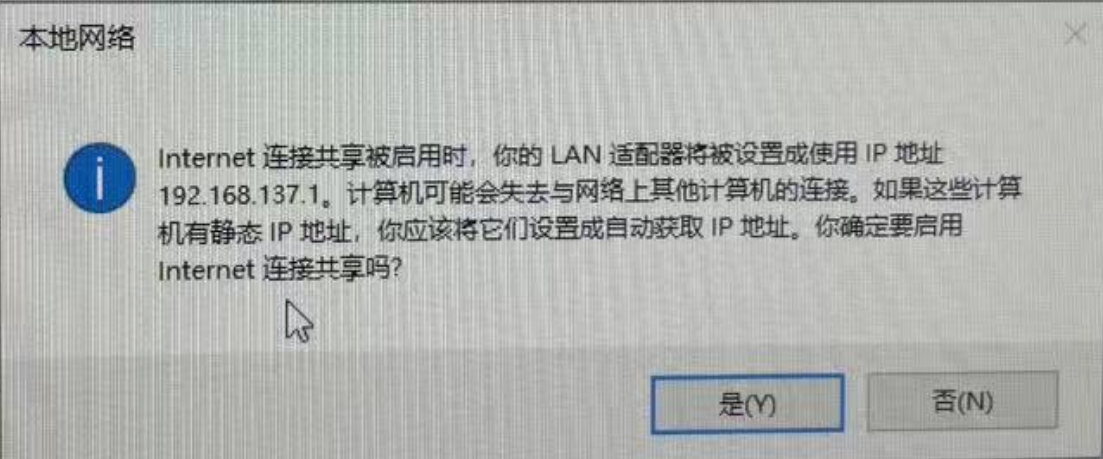 本地网络
Internet 连接共享被启用时，你的 LAN 适配器将被设置成使用 IP 地址
192.168.137.1。计算机可能会失去与网络上其他计算机的连接。如果这些计算
机有静态 IP 地址，你应该将它们设置成自动获取 IP 地址。你确定要启用
Internet 连接共享吗?
是(Y)
否(N)